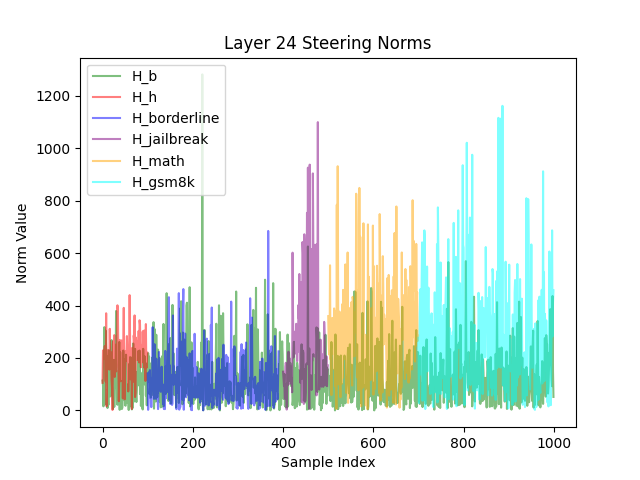 Layer 24 Steering Norms
H_b
H_h
H_borderline
H_jailbreak
H_math
H_gsm8k
Norm Value
1200
1000
800
600
400
200
0
0 200 400 600 800 1000
Sample Index